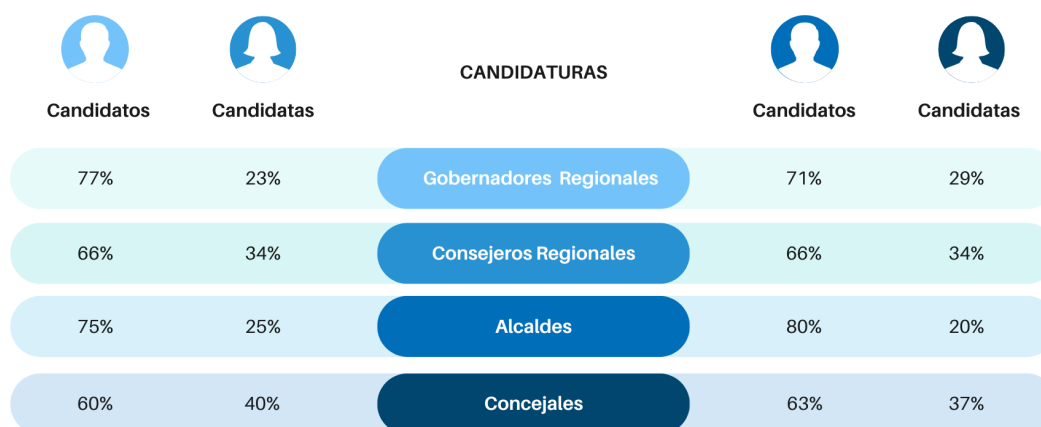 CANDIDATURAS
Candidatos Candidatas Candidatos Candidatas
77% 23% Gobernadores Regionales 71% 29%
66% 34% Consejeros Regionales 66% 34%
75% 25% Alcaldes 80% 20%
60% 40% Concejales 63% 37%